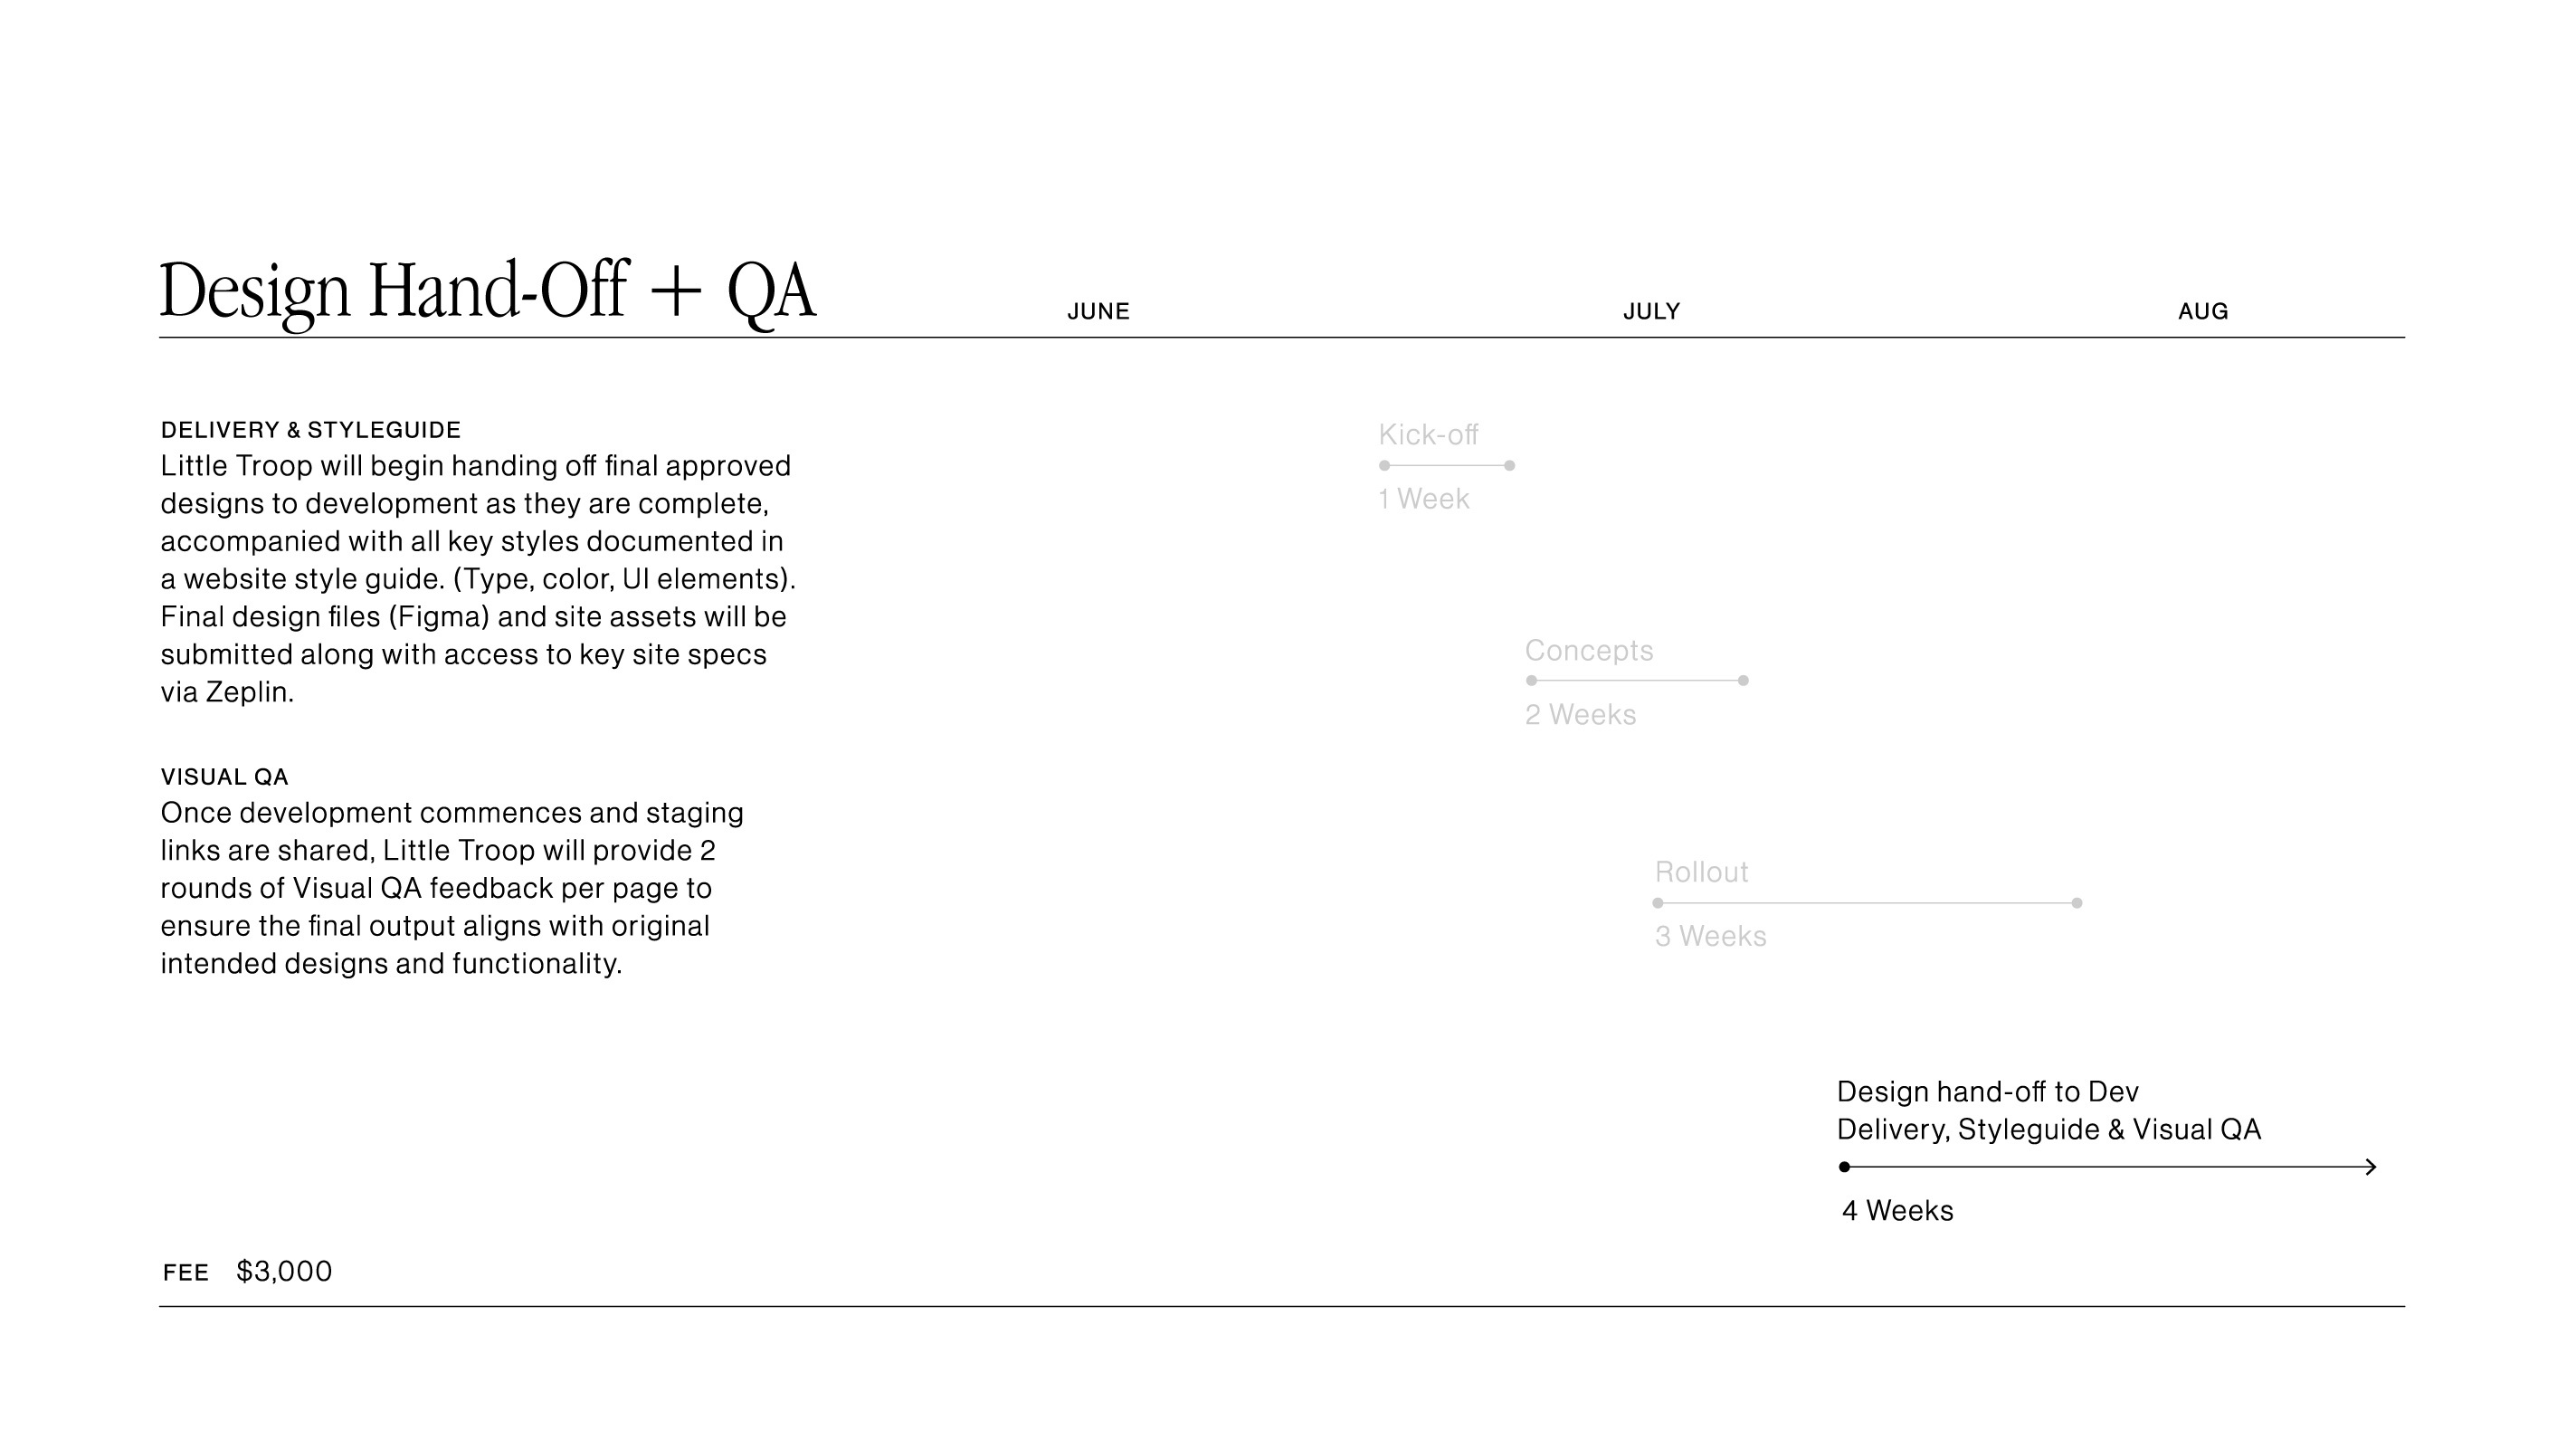 Design Hand-Off + QA
JUNE
JULY
AUG
DELIVERY & STYLEGUIDE
Little Troop will begin handing off final approved
designs to development as they are complete,
accompanied with all key styles documented in
a website style guide. (Type, color, UI elements).
Final design files (Figma) and site assets will be
submitted along with access to key site specs
via Zeplin.
VISUAL QA
Once development commences and staging
links are shared, Little Troop will provide 2
rounds of Visual QA feedback per page to
ensure the final output aligns with original
intended designs and functionality.
Kick-off
1 Week
Concepts
2 Weeks
Rollout
3 Weeks
Design hand-off to Dev
Delivery, Styleguide & Visual QA
4 Weeks
FEE $3,000